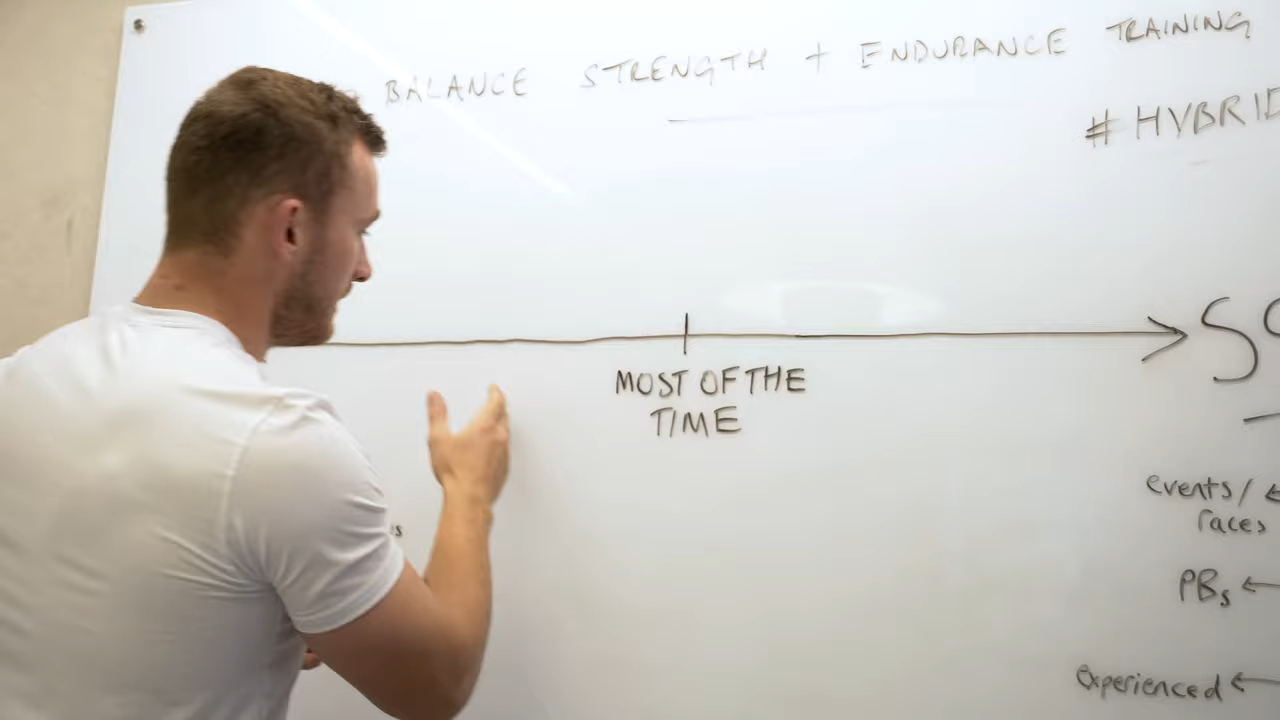 BALANCE STRENGTH + ENDURANCE TRAINING
#HYBRID
MOST OF THE
TIME
events/
races
PBs
experienced